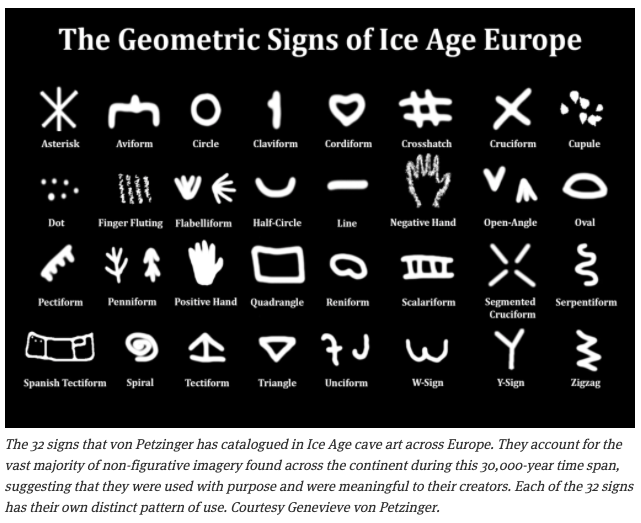 The Geometric Signs of Ice Age Europe
Asterisk Aviform Circle Claviform Cordiform Crosshatch Cruciform Cupule
Dot Finger Fluting Flabelliform Half-Circle Line Negative Hand Open-Angle Oval
Pectiform Penniform Positive Hand Quadrangle Reniform Scalariform Segmented Cruciform Serpentiform
Spanish Tectiform Spiral Tectiform Triangle Unciform W-Sign Y-Sign Zigzag
The 32 signs that von Petzinger has catalogued in Ice Age cave art across Europe. They account for the
vast majority of non-figurative imagery found across the continent during this 30,000-year time span,
suggesting that they were used with purpose and were meaningful to their creators. Each of the 32 signs
has their own distinct pattern of use. Courtesy Genevieve von Petzinger.